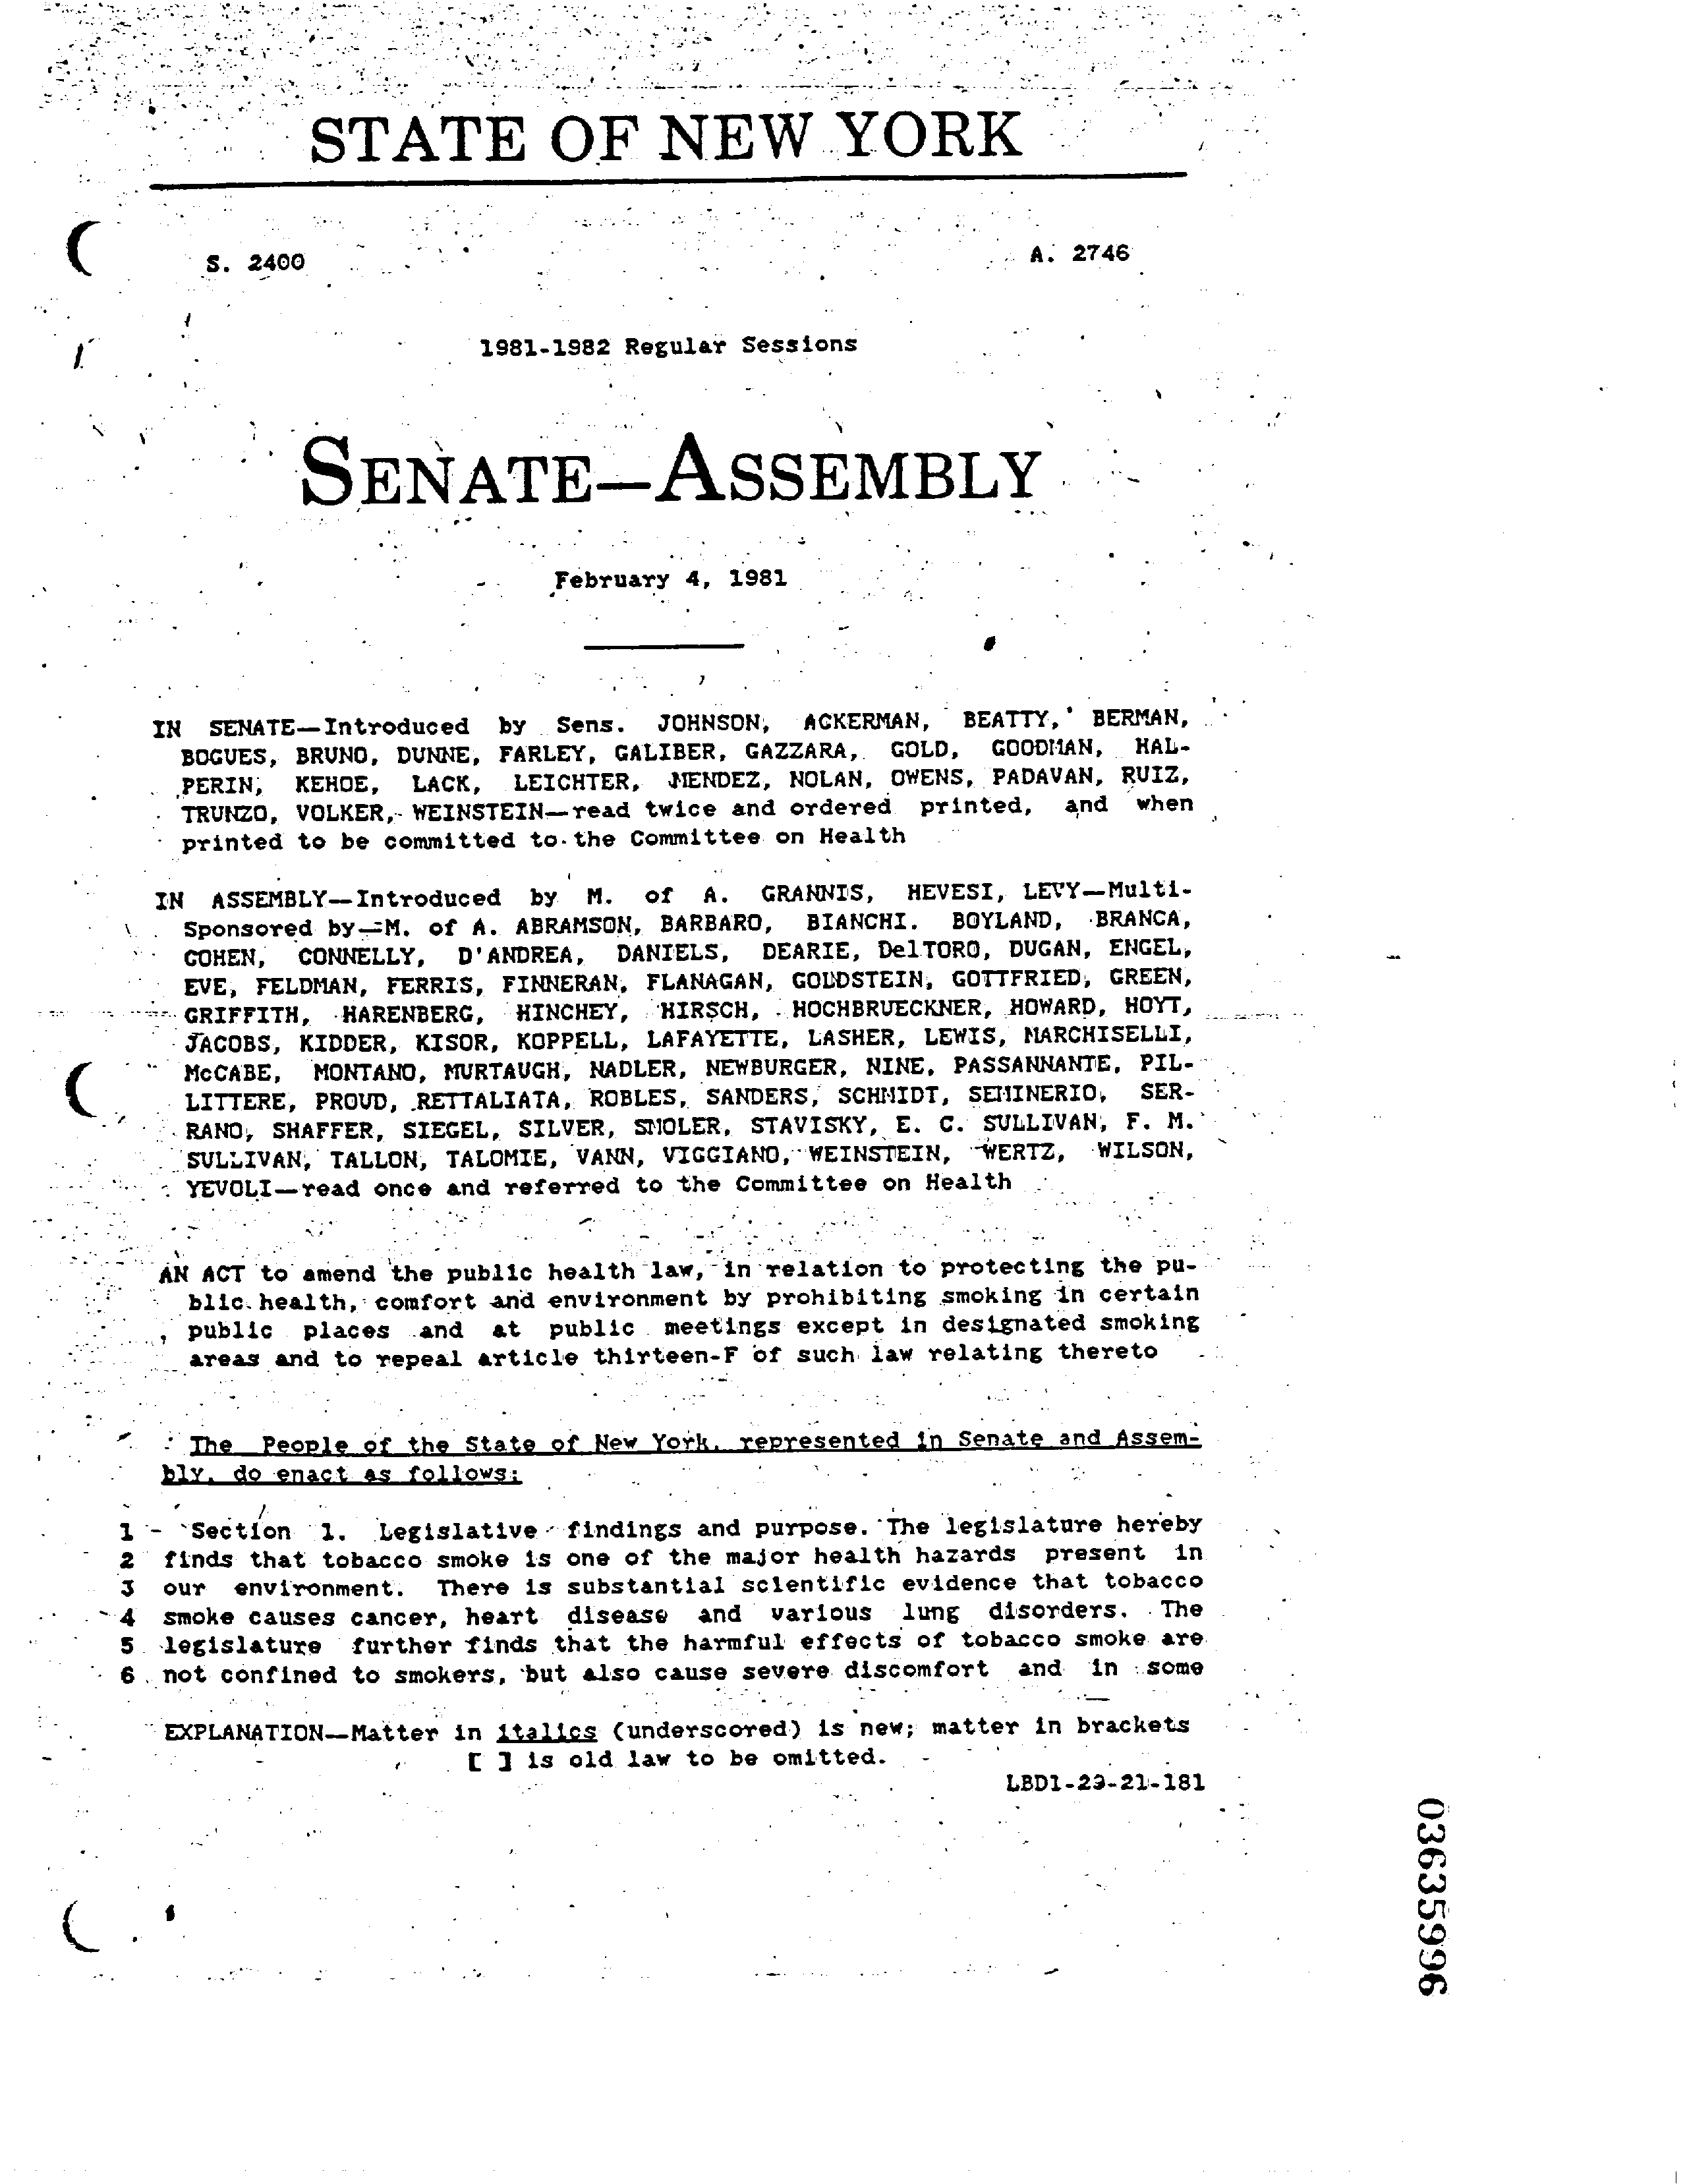 STATE OF NEW YORK
S. 2400 A. 2746
1981-1982 Regular Sessions
SENATE—ASSEMBLY
February 4, 1981
IN SENATE—Introduced by Sens. JOHNSON, ACKERMAN, BEATTY, BERMAN,
BOGUES, BRUNO, DUNNE, FARLEY, GALIBER, GAZZARA, GOLD, GOODMAN, HAL-
PERIN, KEHOE, LACK, LEICHTER, MENDEZ, NOLAN, OWENS, PADAVAN, RUIZ,
TRUNZO, VOLKER, WEINSTEIN—read twice and ordered printed, and when
printed to be committed to the Committee on Health
IN ASSEMBLY—Introduced by M. of A. GRANNIS, HEVESI, LEVY—Multi-
Sponsored by—M. of A. ABRAMSON, BARBARO, BIANCHI. BOYLAND, BRANCA,
COHEN, CONNELLY, D'ANDREA, DANIELS, DEARIE, DelTORO, DUGAN, ENGEL,
EVE, FELDMAN, FERRIS, FINNERAN, FLANAGAN, GOLDSTEIN, GOTTFRIED, GREEN,
GRIFFITH, HARENBERG, HINCHEY, HIRSCH, HOCHBRUECKNER, HOWARD, HOYT,
JACOBS, KIDDER, KISOR, KOPPELL, LAFAYETTE, LASHER, LEWIS, MARCHISELLI,
McCABE, MONTANO, MURTAUGH, NADLER, NEWBURGER, NINE, PASSANNANTE, PIL-
LITTERE, PROUD, RETTALIATA, ROBLES, SANDERS, SCHMIDT, SEMINERIO, SER-
RANO, SHAFFER, SIEGEL, SILVER, SMOLER, STAVISKY, E. C. SULLIVAN, F. M.
SULLIVAN, TALLON, TALOMIE, VANN, VIGGIANO, WEINSTEIN, WERTZ, WILSON,
YEVOLI—read once and referred to the Committee on Health
AN ACT to amend the public health law, in relation to protecting the pu-
blic health, comfort and environment by prohibiting smoking in certain
public places and at public meetings except in designated smoking
areas and to repeal article thirteen-F of such law relating thereto
The People of the State of New York, represented in Senate and Assem-
bly, do enact as follows:
1 Section 1. Legislative findings and purpose. The legislature hereby
2 finds that tobacco smoke is one of the major health hazards present in
3 our environment. There is substantial scientific evidence that tobacco
4 smoke causes cancer, heart disease and various lung disorders. The
5 legislature further finds that the harmful effects of tobacco smoke are
6 not confined to smokers, but also cause severe discomfort and in some
EXPLANATION—Matter in italics (underscored) is new; matter in brackets
[ ] is old law to be omitted.
LBD1-23-21-181
03635996